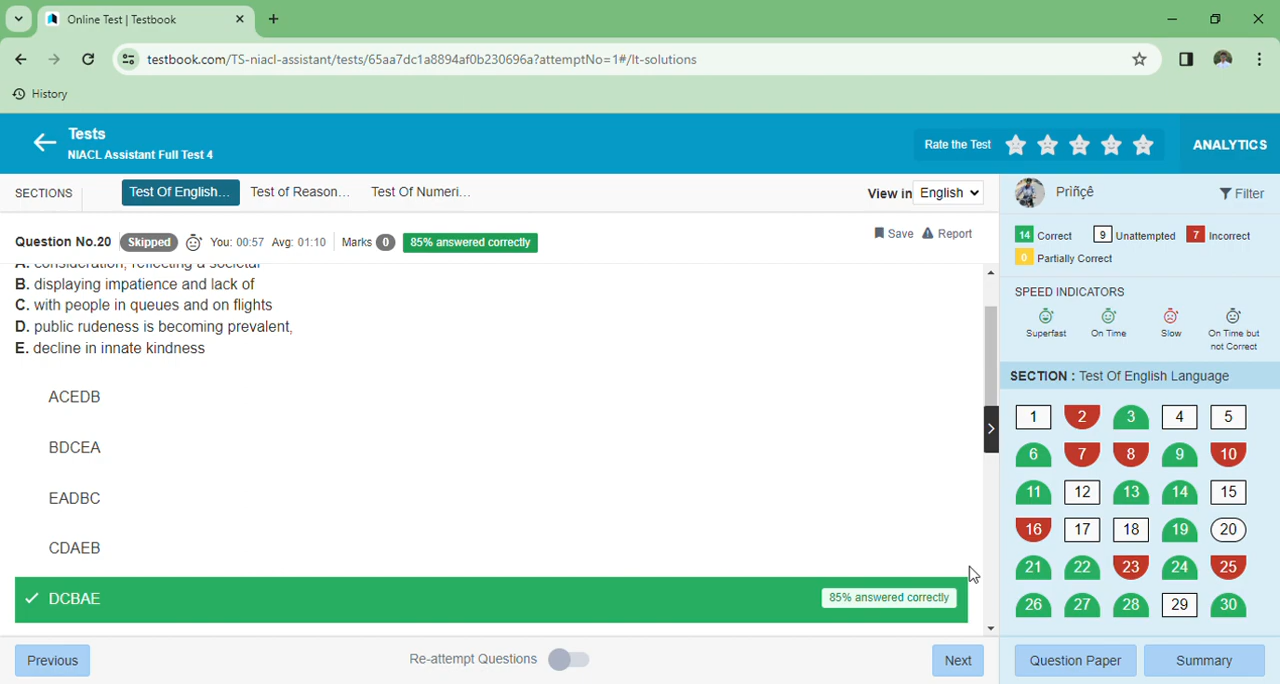 Online Test | Testbook
testbook.com/TS-niacl-assistant/tests/65aa7dc1a8894af0b230696a?attemptNo=1#/lt-solutions
History
Tests
NIACL Assistant Full Test 4
Rate the Test
ANALYTICS
SECTIONS
Test Of English...
Test of Reason...
Test Of Numeri...
View in English
Priñçê
Filter
Question No.20 Skipped You: 00:57 Avg: 01:10 Marks 0 85% answered correctly
Save Report
14 Correct 9 Unattempted 7 Incorrect
0 Partially Correct
A. consideration, reflecting a societal
B. displaying impatience and lack of
C. with people in queues and on flights
D. public rudeness is becoming prevalent,
E. decline in innate kindness
ACEDB
BDCEA
EADBC
CDAEB
DCBAE 85% answered correctly
SPEED INDICATORS
Superfast On Time Slow On Time but
not Correct
SECTION : Test Of English Language
1 2 3 4 5
6 7 8 9 10
11 12 13 14 15
16 17 18 19 20
21 22 23 24 25
26 27 28 29 30
Previous
Re-attempt Questions
Next
Question Paper
Summary